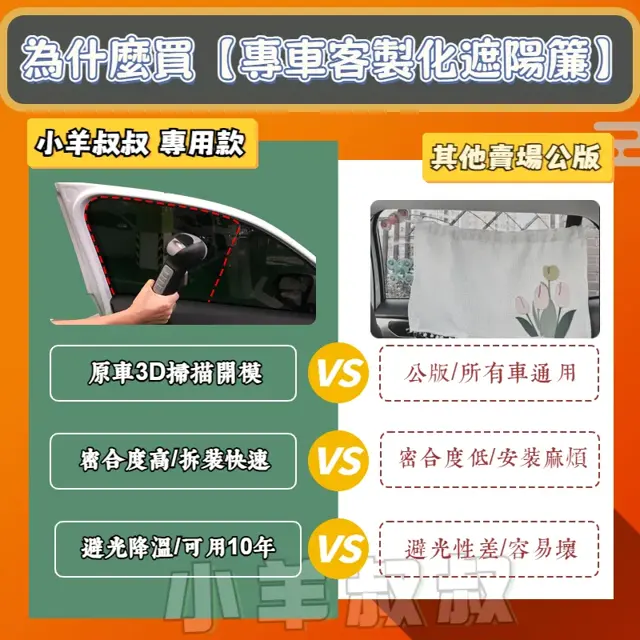 為什麼買【專車客製化遮陽簾】
小羊叔叔 專用款
其他賣場公版
原車3D掃描開模
VS
公版/所有車通用
密合度高/拆装快速
VS
密合度低/安装麻煩
避光降溫/可用10年
VS
避光性差/容易壞
小羊叔叔